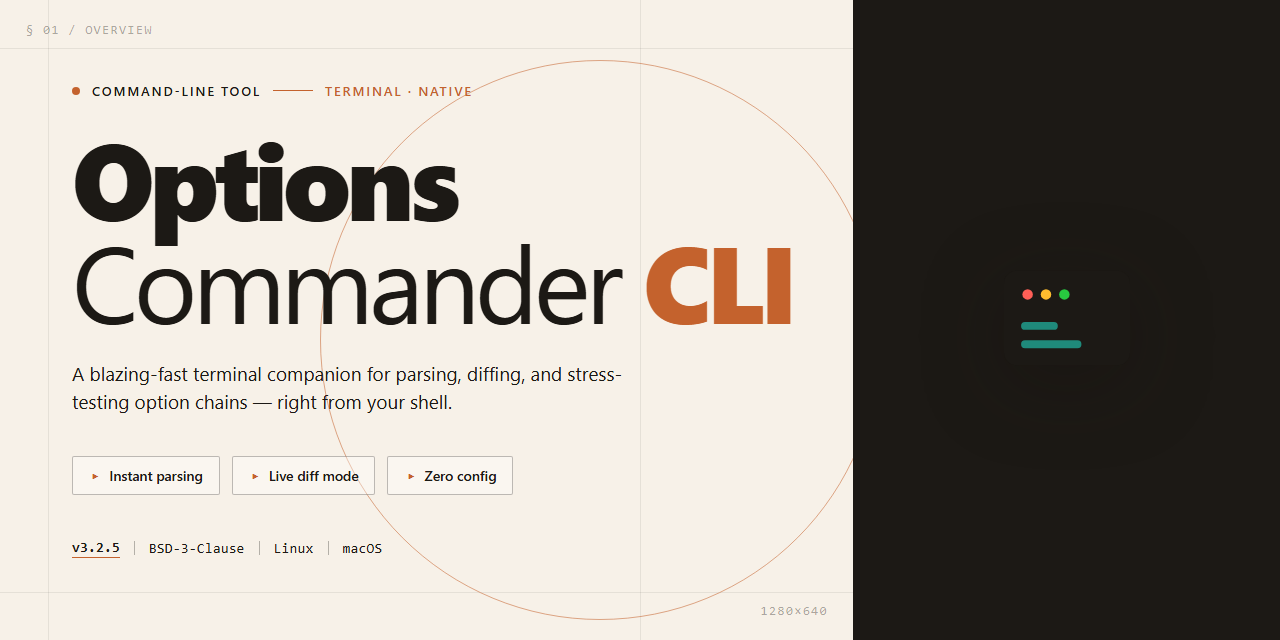 § 01 / OVERVIEW
COMMAND-LINE TOOL
TERMINAL · NATIVE
Options
Commander CLI
A blazing-fast terminal companion for parsing, diffing, and stress-
testing option chains — right from your shell.
▸ Instant parsing
▸ Live diff mode
▸ Zero config
v3.2.5 | BSD-3-Clause | Linux | macOS
1280×640